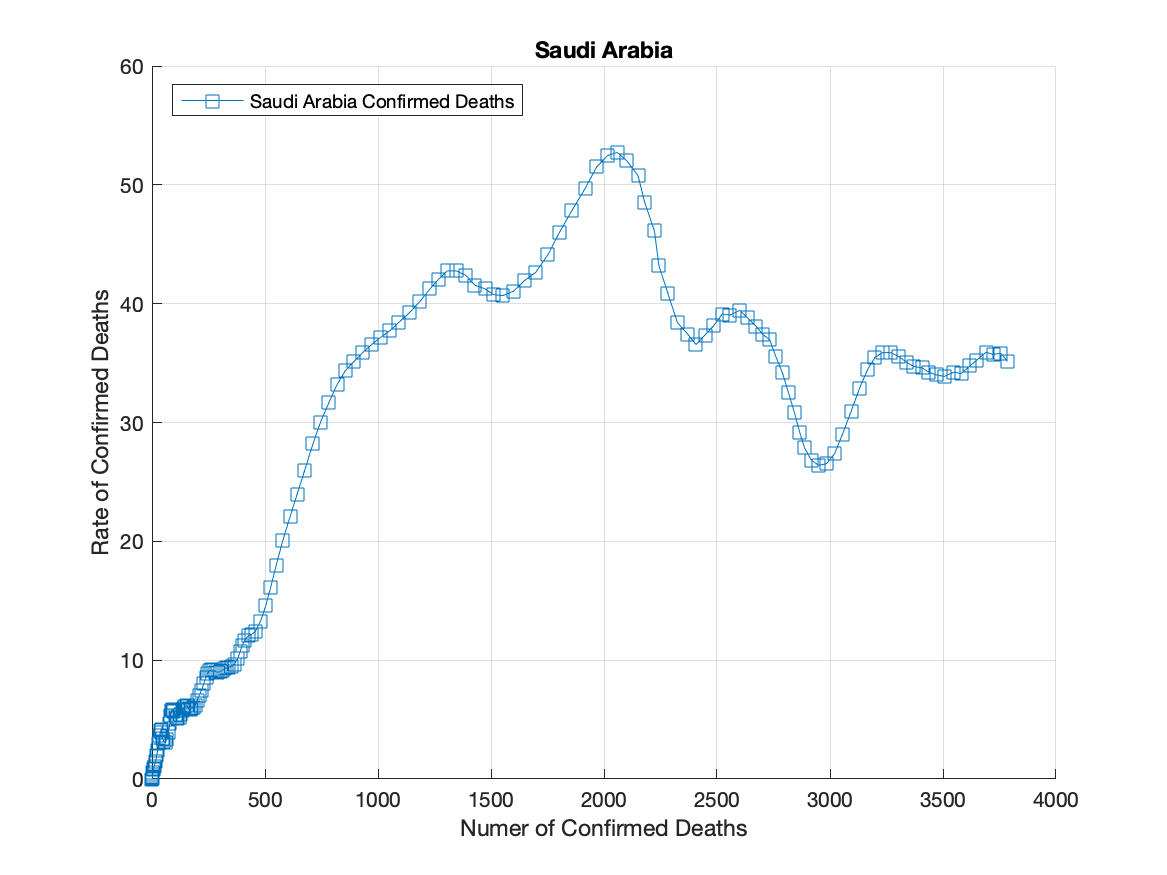 Saudi Arabia
60
Saudi Arabia Confirmed Deaths
50
40
30
20
10
0
Rate of Confirmed Deaths
0 500 1000 1500 2000 2500 3000 3500 4000
Numer of Confirmed Deaths